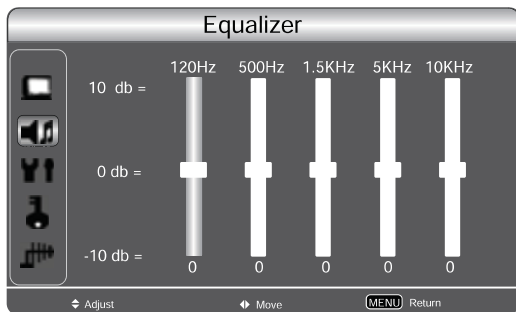 Equalizer
120Hz 500Hz 1.5KHz 5KHz 10KHz
10 db =
0 db =
-10 db =
0 0 0 0 0
Adjust Move MENU Return